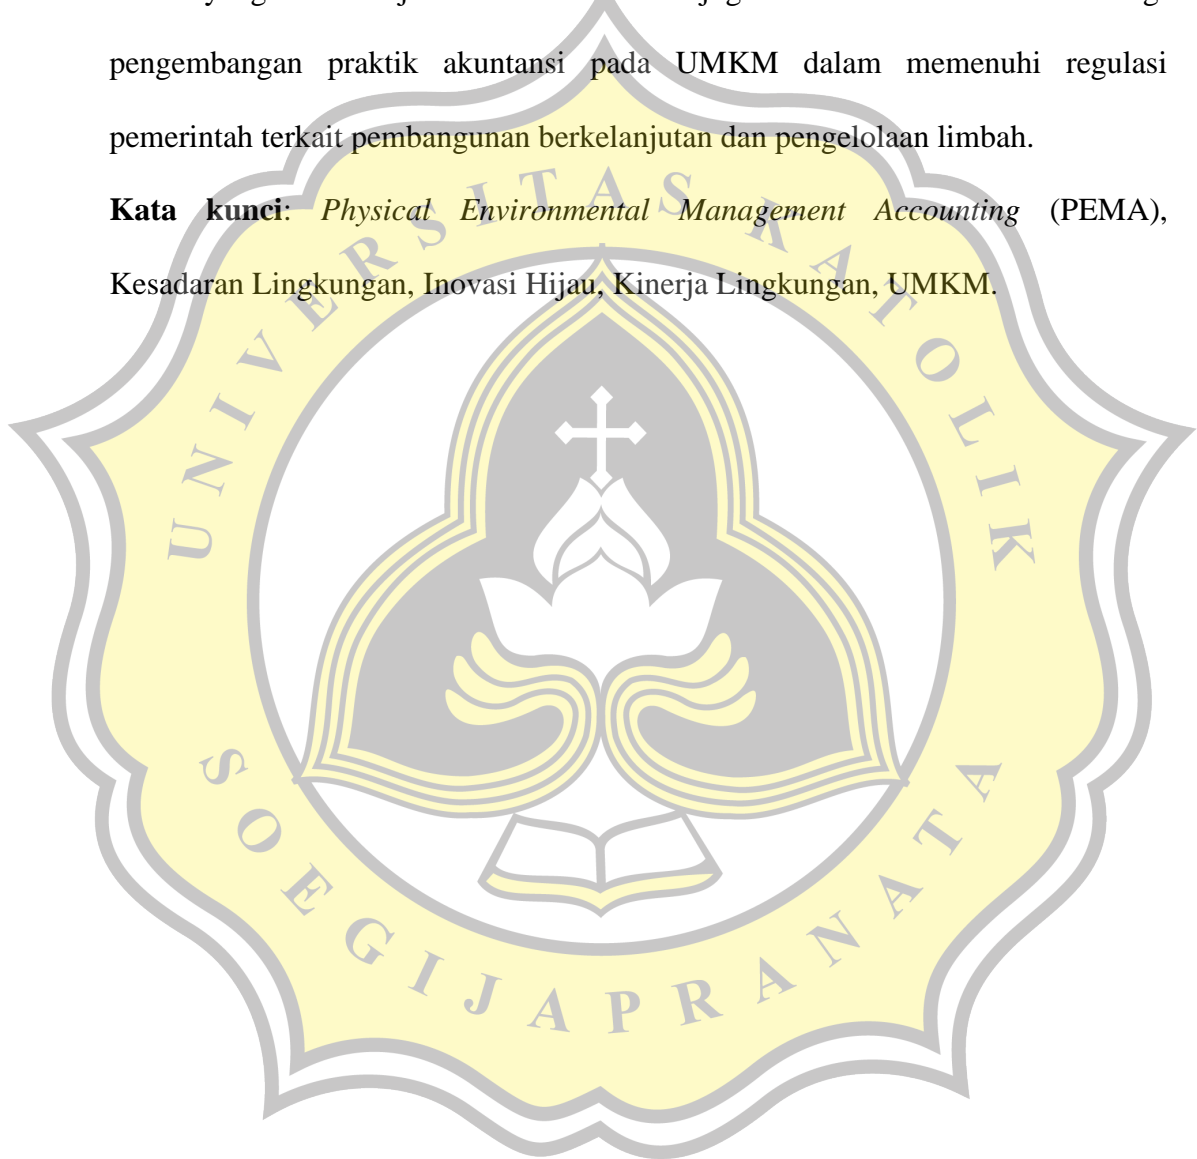 pengembangan praktik akuntansi pada UMKM dalam memenuhi regulasi
pemerintah terkait pembangunan berkelanjutan dan pengelolaan limbah.
Kata kunci: Physical Environmental Management Accounting (PEMA),
Kesadaran Lingkungan, Inovasi Hijau, Kinerja Lingkungan, UMKM.
UNIVERSITAS KATOLIK
SOEGIJAPRANATA